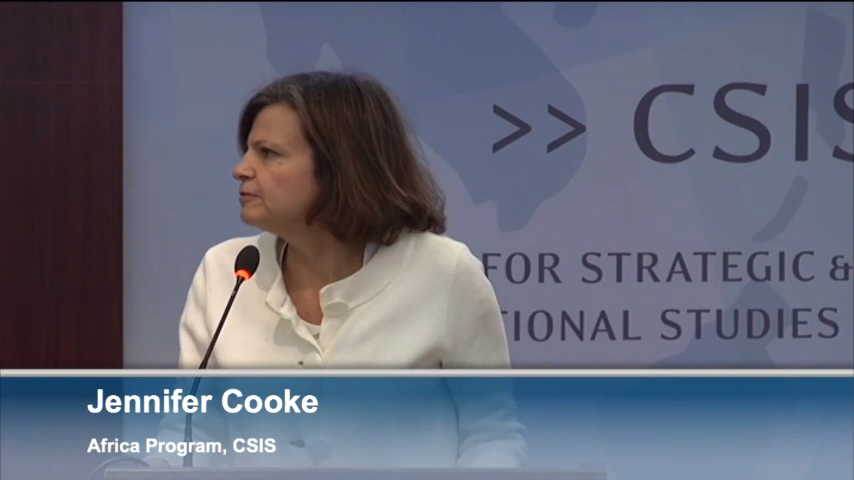 >> CSIS
FOR STRATEGIC &
TIONAL STUDIES
Jennifer Cooke
Africa Program, CSIS